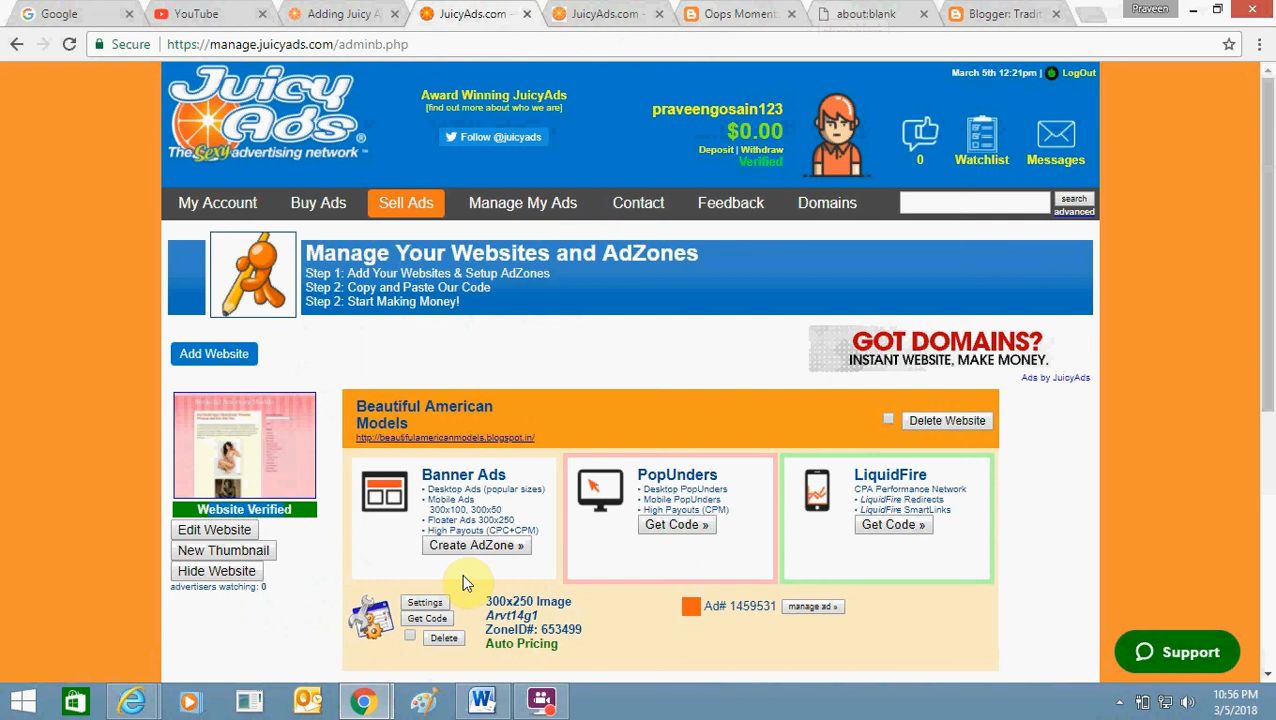 Google
YouTube
Adding Juicy A
JuicyAds.com -
JuicyAds.com -
Oops Moment
about:blank
Blogger: Tradit
Praveen
Secure
https://manage.juicyads.com/adminb.php
Juicy
Ads
The Sexy advertising network
Award Winning JuicyAds
[find out more about who we are]
Follow @juicyads
praveengosain123
$0.00
Deposit | Withdraw
Verified
March 5th 12:21pm | LogOut
0
Watchlist
Messages
My Account
Buy Ads
Sell Ads
Manage My Ads
Contact
Feedback
Domains
search
advanced
Manage Your Websites and AdZones
Step 1: Add Your Websites & Setup AdZones
Step 2: Copy and Paste Our Code
Step 2: Start Making Money!
Add Website
GOT DOMAINS?
INSTANT WEBSITE, MAKE MONEY.
Ads by JuicyAds
Website Verified
Edit Website
New Thumbnail
Hide Website
advertisers watching: 0
Beautiful American
Models
http://beautifulamericanmodels.blogspot.in/
Delete Website
Banner Ads
• Desktop Ads (popular sizes)
• Mobile Ads
300x100, 300x50
• Floater Ads 300x250
• High Payouts (CPC+CPM)
Create AdZone »
PopUnders
• Desktop PopUnders
• Mobile PopUnders
• High Payouts (CPM)
Get Code »
LiquidFire
CPA Performance Network
• LiquidFire Redirects
• LiquidFire SmartLinks
Get Code »
Settings
Get Code
Delete
300x250 Image
Arvt14g1
ZoneID#: 653499
Auto Pricing
Ad# 1459531
manage ad »
Support
10:56 PM
3/5/2018